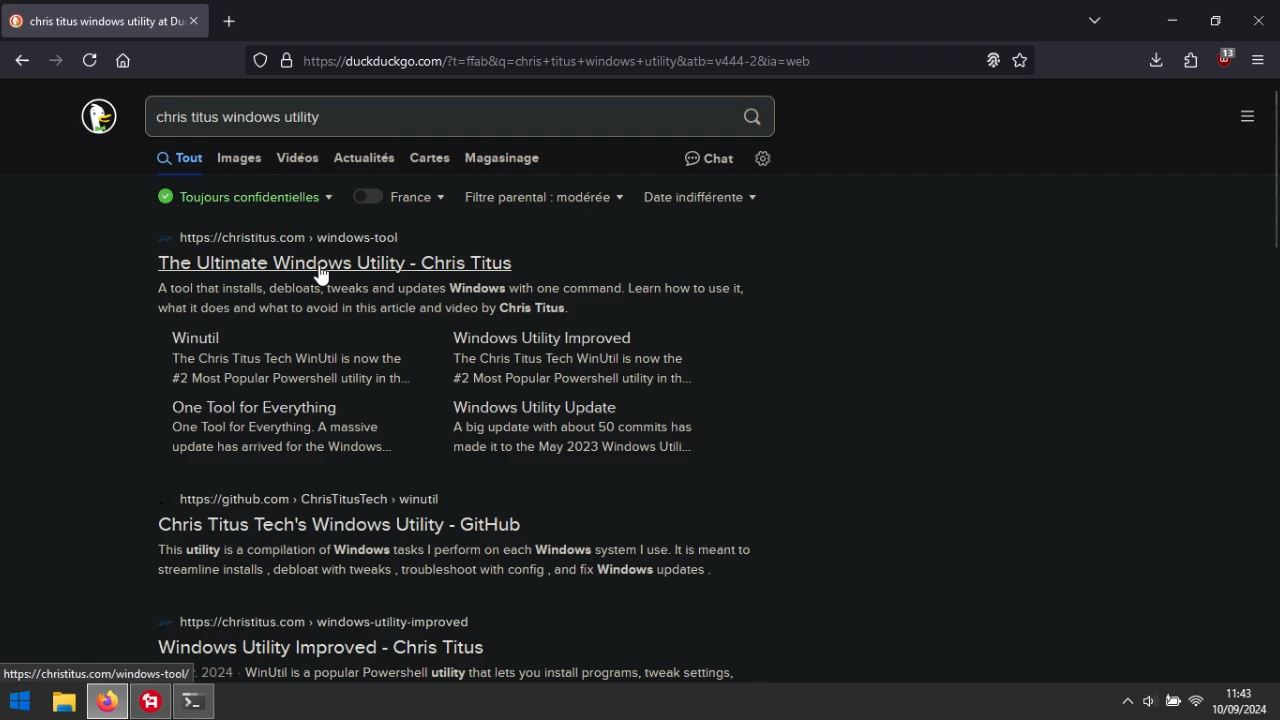 chris titus windows utility at Du
https://duckduckgo.com/?t=ffab&q=chris+titus+windows+utility&atb=v444-2&ia=web
13
chris titus windows utility
Tout Images Vidéos Actualités Cartes Magasinage Chat
Toujours confidentielles France Filtre parental : modérée Date indifférente
https://christitus.com › windows-tool
The Ultimate Windows Utility - Chris Titus
A tool that installs, debloats, tweaks and updates Windows with one command. Learn how to use it,
what it does and what to avoid in this article and video by Chris Titus.
Winutil
The Chris Titus Tech WinUtil is now the
#2 Most Popular Powershell utility in th...
Windows Utility Improved
The Chris Titus Tech WinUtil is now the
#2 Most Popular Powershell utility in th...
One Tool for Everything
One Tool for Everything. A massive
update has arrived for the Windows...
Windows Utility Update
A big update with about 50 commits has
made it to the May 2023 Windows Utili...
https://github.com › ChrisTitusTech › winutil
Chris Titus Tech's Windows Utility - GitHub
This utility is a compilation of Windows tasks I perform on each Windows system I use. It is meant to
streamline installs , debloat with tweaks , troubleshoot with config , and fix Windows updates .
https://christitus.com › windows-utility-improved
Windows Utility Improved - Chris Titus
2024 · WinUtil is a popular Powershell utility that lets you install programs, tweak settings,
https://christitus.com/windows-tool/
11:43
10/09/2024